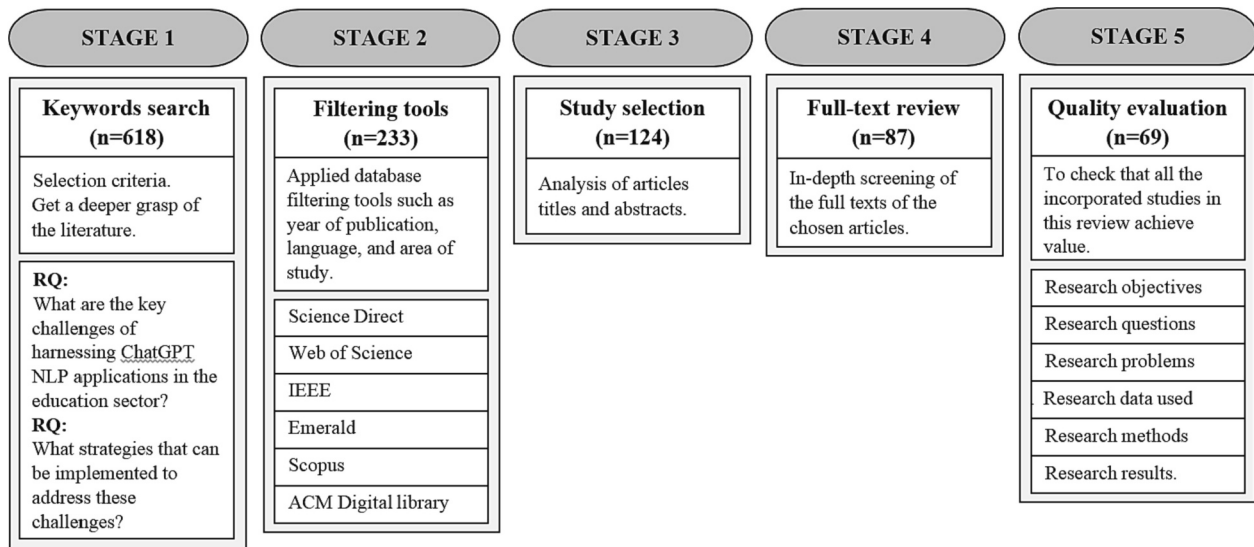 STAGE 1
Keywords search
(n=618)
Selection criteria.
Get a deeper grasp of
the literature.
RQ:
What are the key
challenges of
harnessing ChatGPT
NLP applications in the
education sector?
RQ:
What strategies that can
be implemented to
address these
challenges?
STAGE 2
Filtering tools
(n=233)
Applied database
filtering tools such as
year of publication,
language, and area of
study.
Science Direct
Web of Science
IEEE
Emerald
Scopus
ACM Digital library
STAGE 3
Study selection
(n=124)
Analysis of articles
titles and abstracts.
STAGE 4
Full-text review
(n=87)
In-depth screening of
the full texts of the
chosen articles.
STAGE 5
Quality evaluation
(n=69)
To check that all the
incorporated studies in
this review achieve
value.
Research objectives
Research questions
Research problems
Research data used
Research methods
Research results.